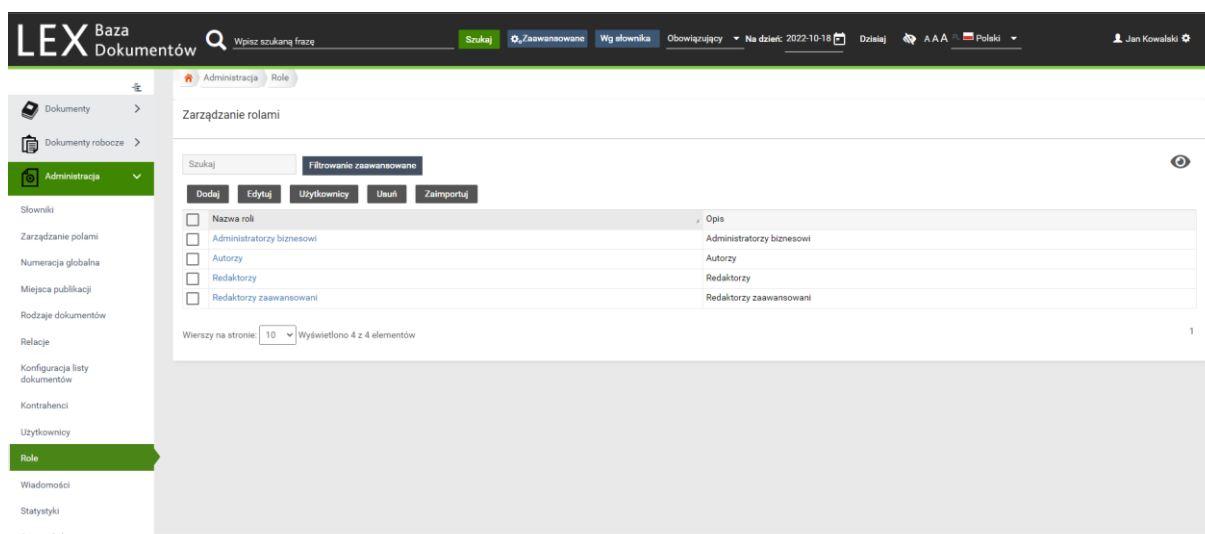 LEX Baza Dokumentów
Wpisz szukaną frazę
Szukaj
Zaawansowane
Wg słownika
Obowiązujący
Na dzień: 2022-10-18
Dzisiaj
A A A
Polski
Jan Kowalski
Administracja
Role
Dokumenty
Dokumenty robocze
Administracja
Słowniki
Zarządzanie polami
Numeracja globalna
Miejsca publikacji
Rodzaje dokumentów
Relacje
Konfiguracja listy
dokumentów
Kontrahenci
Użytkownicy
Role
Wiadomości
Statystyki
Zarządzanie rolami
Szukaj
Filtrowanie zaawansowane
Dodaj
Edytuj
Użytkownicy
Usuń
Zaimportuj
Nazwa roli Opis
Administratorzy biznesowi Administratorzy biznesowi
Autorzy Autorzy
Redaktorzy Redaktorzy
Redaktorzy zaawansowani Redaktorzy zaawansowani
Wierszy na stronie: 10 Wyświetlono 4 z 4 elementów
1